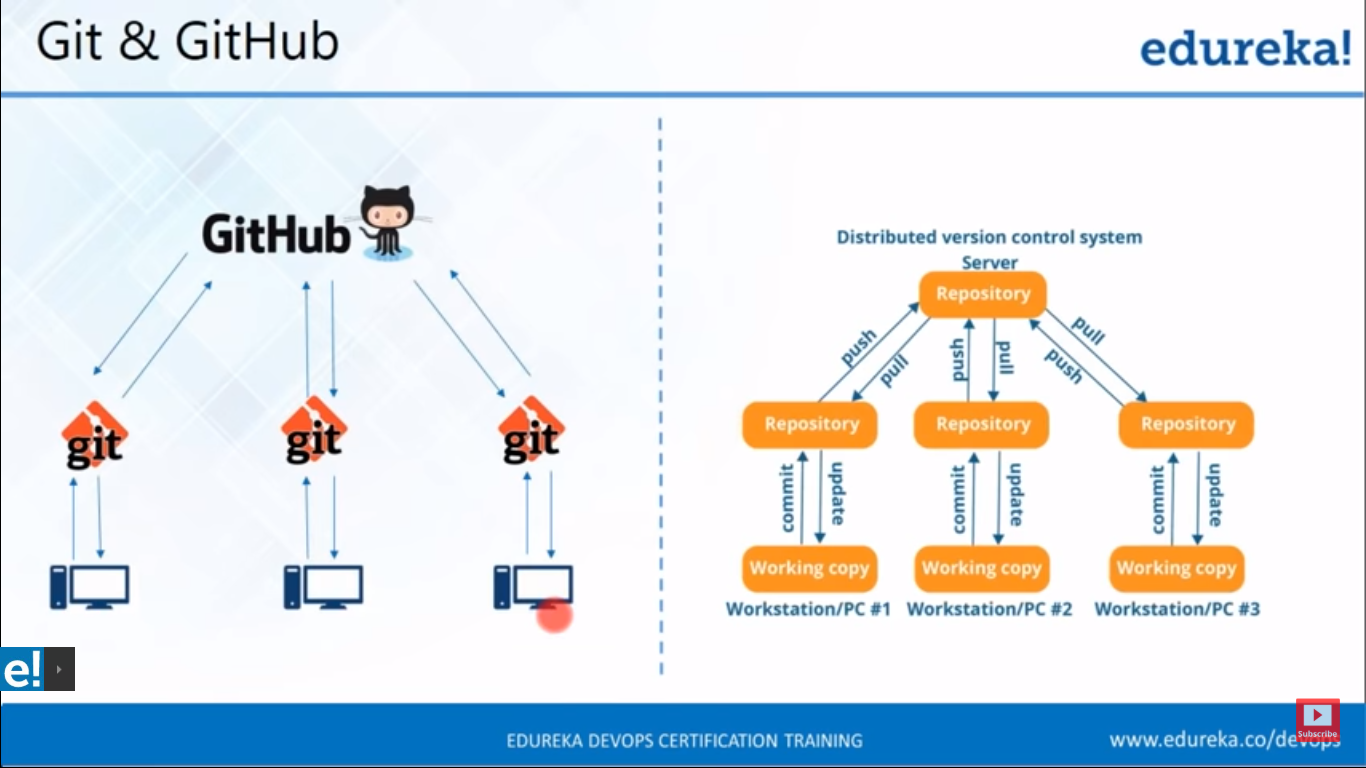 Git & GitHub
edureka!
GitHub
git
git
git
Distributed version control system
Server
Repository
push
pull
push
pull
push
pull
Repository
Repository
Repository
commit
update
commit
update
commit
update
Working copy
Working copy
Working copy
Workstation/PC #1
Workstation/PC #2
Workstation/PC #3
e!
EDUREKA DEVOPS CERTIFICATION TRAINING
www.edureka.co/devops
Subscribe